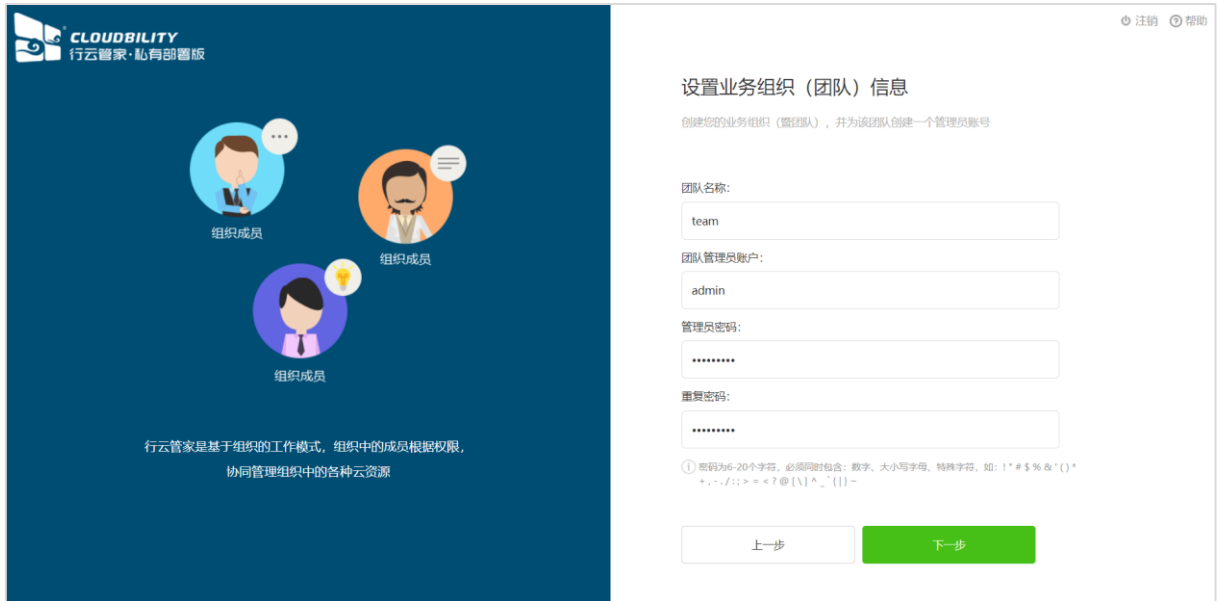 CLOUDBILITY
行云管家·私有部署版
组织成员
组织成员
组织成员
行云管家是基于组织的工作模式，组织中的成员根据权限，
协同管理组织中的各种云资源
注销 帮助
设置业务组织（团队）信息
创建您的业务组织（暨团队），并为该团队创建一个管理员账号
团队名称：
team
团队管理员账户：
admin
管理员密码：
•••••••••
重复密码：
•••••••••
密码为6-20个字符，必须同时包含：数字、大小写字母、特殊字符，如：! " # $ % & ' ( ) *
+ , - . / : ; > = < ? @ [ \ ] ^ _ ` { | } ~
上一步 下一步